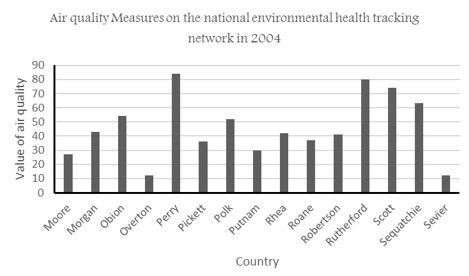 Air quality Measures on the national environmental health tracking
network in 2004
Value of air quality
90
80
70
60
50
40
30
20
10
0
Moore
Morgan
Obion
Overton
Perry
Pickett
Polk
Putnam
Rhea
Roane
Robertson
Rutherford
Scott
Sequatchie
Sevier
Country